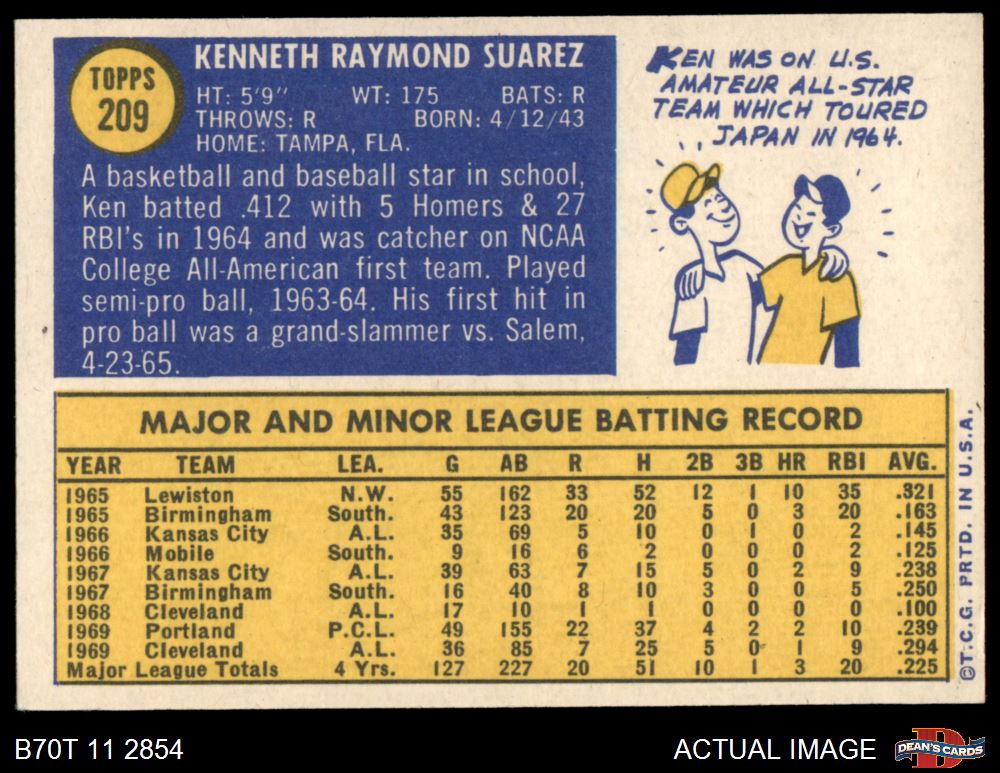 TOPPS
209
KENNETH RAYMOND SUAREZ
HT: 5'9" WT: 175 BATS: R
THROWS: R BORN: 4/12/43
HOME: TAMPA, FLA.
A basketball and baseball star in school,
Ken batted .412 with 5 Homers & 27
RBI's in 1964 and was catcher on NCAA
College All-American first team. Played
semi-pro ball, 1963-64. His first hit in
pro ball was a grand-slammer vs. Salem,
4-23-65.
KEN WAS ON U.S.
AMATEUR ALL-STAR
TEAM WHICH TOURED
JAPAN IN 1964.
MAJOR AND MINOR LEAGUE BATTING RECORD
YEAR TEAM LEA. G AB R H 2B 3B HR RBI AVG.
1965 Lewiston N.W. 55 162 33 52 12 1 10 35 .321
1965 Birmingham South. 43 123 20 20 5 0 3 20 .163
1966 Kansas City A.L. 35 69 5 10 0 1 0 2 .145
1966 Mobile South. 9 16 6 2 0 0 0 2 .125
1967 Kansas City A.L. 39 63 7 15 5 0 2 9 .238
1967 Birmingham South. 16 40 8 10 3 0 0 5 .250
1968 Cleveland A.L. 17 10 1 1 0 0 0 0 .100
1969 Portland P.C.L. 49 155 22 37 4 2 2 10 .239
1969 Cleveland A.L. 36 85 7 25 5 0 1 9 .294
Major League Totals 4 Yrs. 127 227 20 51 10 1 3 20 .225
©T.C.G. PRTD. IN U.S.A.
B70T 11 2854
ACTUAL IMAGE
D
DEAN'S CARDS